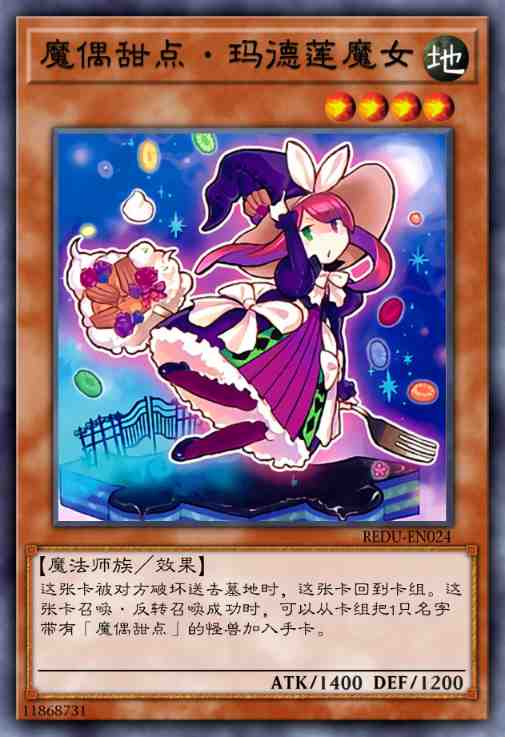 魔偶甜点·玛德莲魔女 地
REDU-EN024
【魔法师族／效果】
这张卡被对方破坏送去墓地时，这张卡回到卡组。这
张卡召唤·反转召唤成功时，可以从卡组把1只名字
带有「魔偶甜点」的怪兽加入手卡。
ATK/1400 DEF/1200
11868731